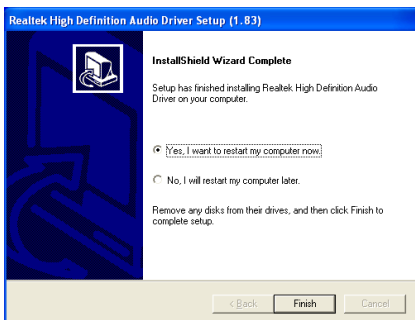 Realtek High Definition Audio Driver Setup (1.83)
InstallShield Wizard Complete
Setup has finished installing Realtek High Definition Audio
Driver on your computer.
Yes, I want to restart my computer now.
No, I will restart my computer later.
Remove any disks from their drives, and then click Finish to
complete setup.
< Back
Finish
Cancel